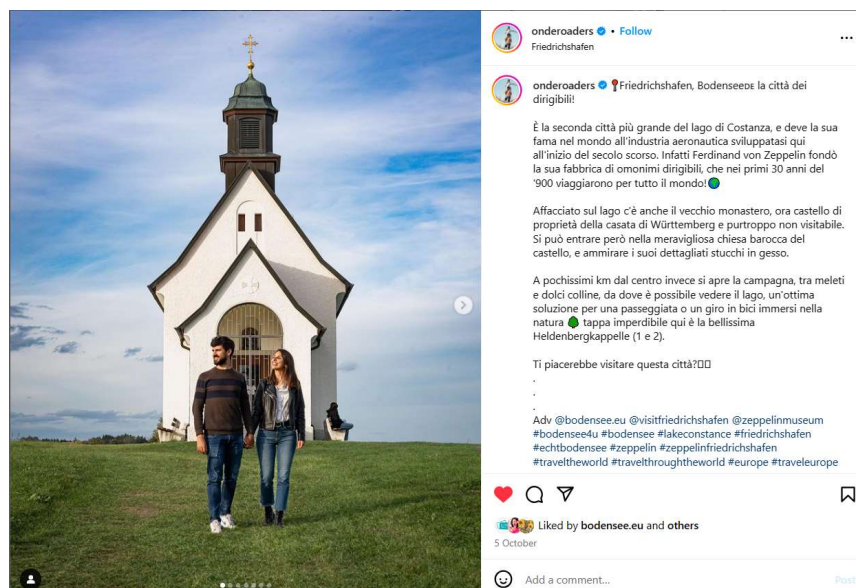 onderoaders • Follow
Friedrichshafen
onderoaders 📍Friedrichshafen, Bodensee🇩🇪 la città dei
dirigibili!
È la seconda città più grande del lago di Costanza, e deve la sua
fama nel mondo all'industria aeronautica sviluppatasi qui
all'inizio del secolo scorso. Infatti Ferdinand von Zeppelin fondò
la sua fabbrica di omonimi dirigibili, che nei primi 30 anni del
'900 viaggiarono per tutto il mondo!🌍
Affacciato sul lago c'è anche il vecchio monastero, ora castello di
proprietà della casata di Württemberg e purtroppo non visitabile.
Si può entrare però nella meravigliosa chiesa barocca del
castello, e ammirare i suoi dettagliati stucchi in gesso.
A pochissimi km dal centro invece si apre la campagna, tra meleti
e dolci colline, da dove è possibile vedere il lago, un'ottima
soluzione per una passeggiata o un giro in bici immersi nella
natura 🌳 tappa imperdibile qui è la bellissima
Heldenbergkappelle (1 e 2).
Ti piacerebbe visitare questa città?
.
.
.
Adv @bodensee.eu @visitfriedrichshafen @zeppelinmuseum
#bodensee4u #bodensee #lakeconstance #friedrichshafen
#echtbodensee #zeppelin #zeppelinfriedrichshafen
#traveltheworld #travelthroughtheworld #europe #traveleurope
Liked by bodensee.eu and others
5 October
Add a comment...
Post